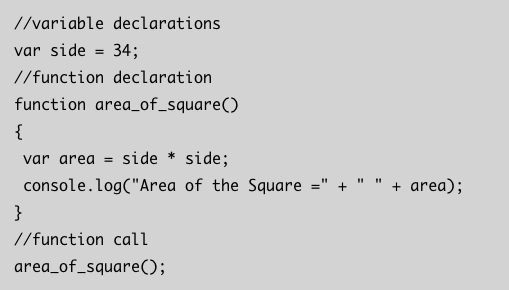 //variable declarations
var side = 34;
//function declaration
function area_of_square()
{
 var area = side * side;
 console.log("Area of the Square =" + " " + area);
}
//function call
area_of_square();